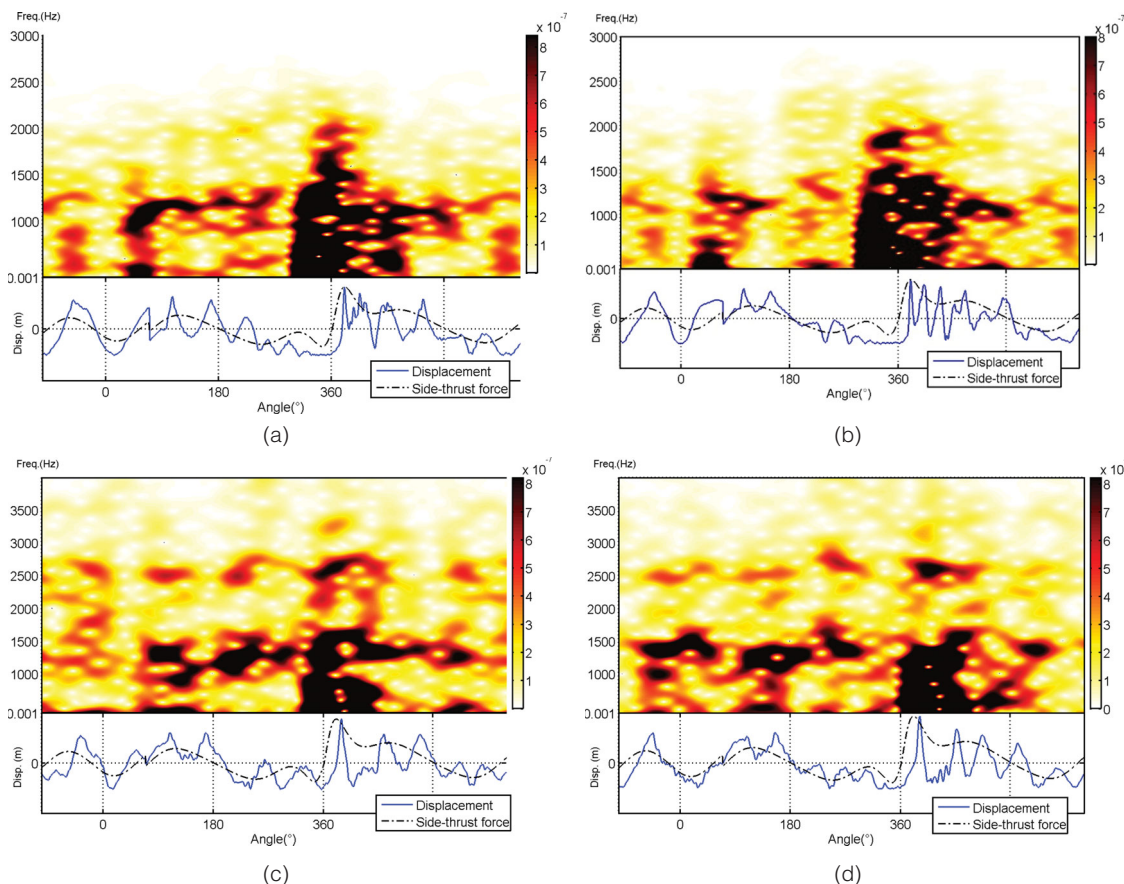 Freq.(Hz)
x 10⁻⁷
3000
2500
2000
1500
1000
0.001
0
Disp. (m)
8
7
6
5
4
3
2
1
Displacement
Side-thrust force
0
180
360
Angle(°)
(a)
Freq.(Hz)
x 10⁻⁷
3000
2500
2000
1500
1000
0.001
0
Disp. (m)
8
7
6
5
4
3
2
1
Displacement
Side-thrust force
0
180
360
Angle(°)
(b)
Freq.(Hz)
x 10⁻⁷
3500
3000
2500
2000
1500
1000
0.001
0
Disp. (m)
8
7
6
5
4
3
2
1
Displacement
Side-thrust force
0
180
360
Angle(°)
(c)
Freq.(Hz)
x 10
3500
3000
2500
2000
1500
1000
0.001
0
Disp. (m)
8
7
6
5
4
3
2
1
0
Displacement
Side-thrust force
0
180
360
Angle(°)
(d)